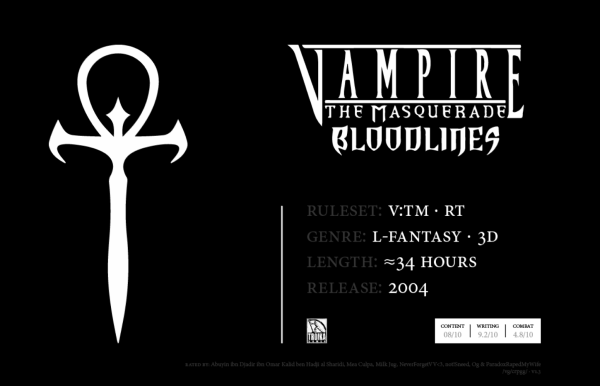 VAMPIRE
THE MASQUERADE
BLOODLINES
RULESET: V:TM · RT
GENRE: L-FANTASY · 3D
LENGTH: ≈34 HOURS
RELEASE: 2004
TROIKA
CONTENT WRITING COMBAT
08/10 9.2/10 4.8/10